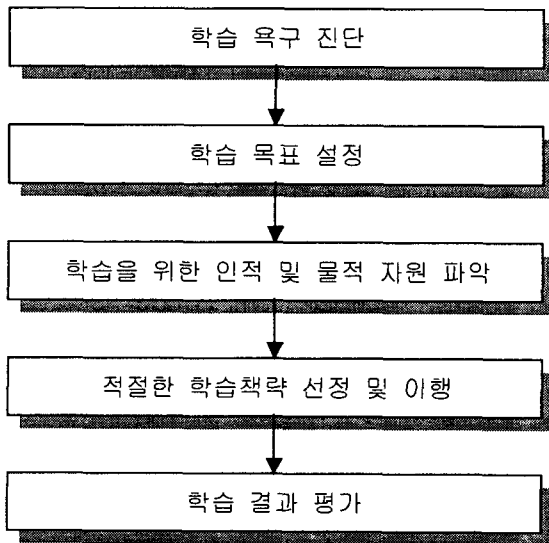 학습 욕구 진단
학습 목표 설정
학습을 위한 인적 및 물적 자원 파악
적절한 학습책략 선정 및 이행
학습 결과 평가